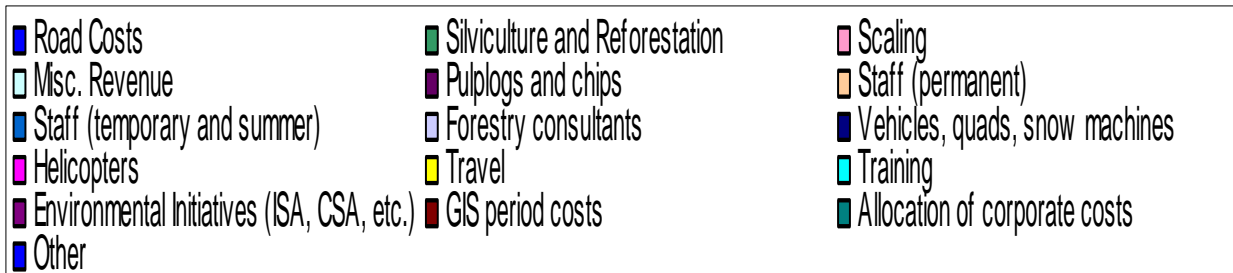 Road Costs Silviculture and Reforestation Scaling
Misc. Revenue Pulplogs and chips Staff (permanent)
Staff (temporary and summer) Forestry consultants Vehicles, quads, snow machines
Helicopters Travel Training
Environmental Initiatives (ISA, CSA, etc.) GIS period costs Allocation of corporate costs
Other